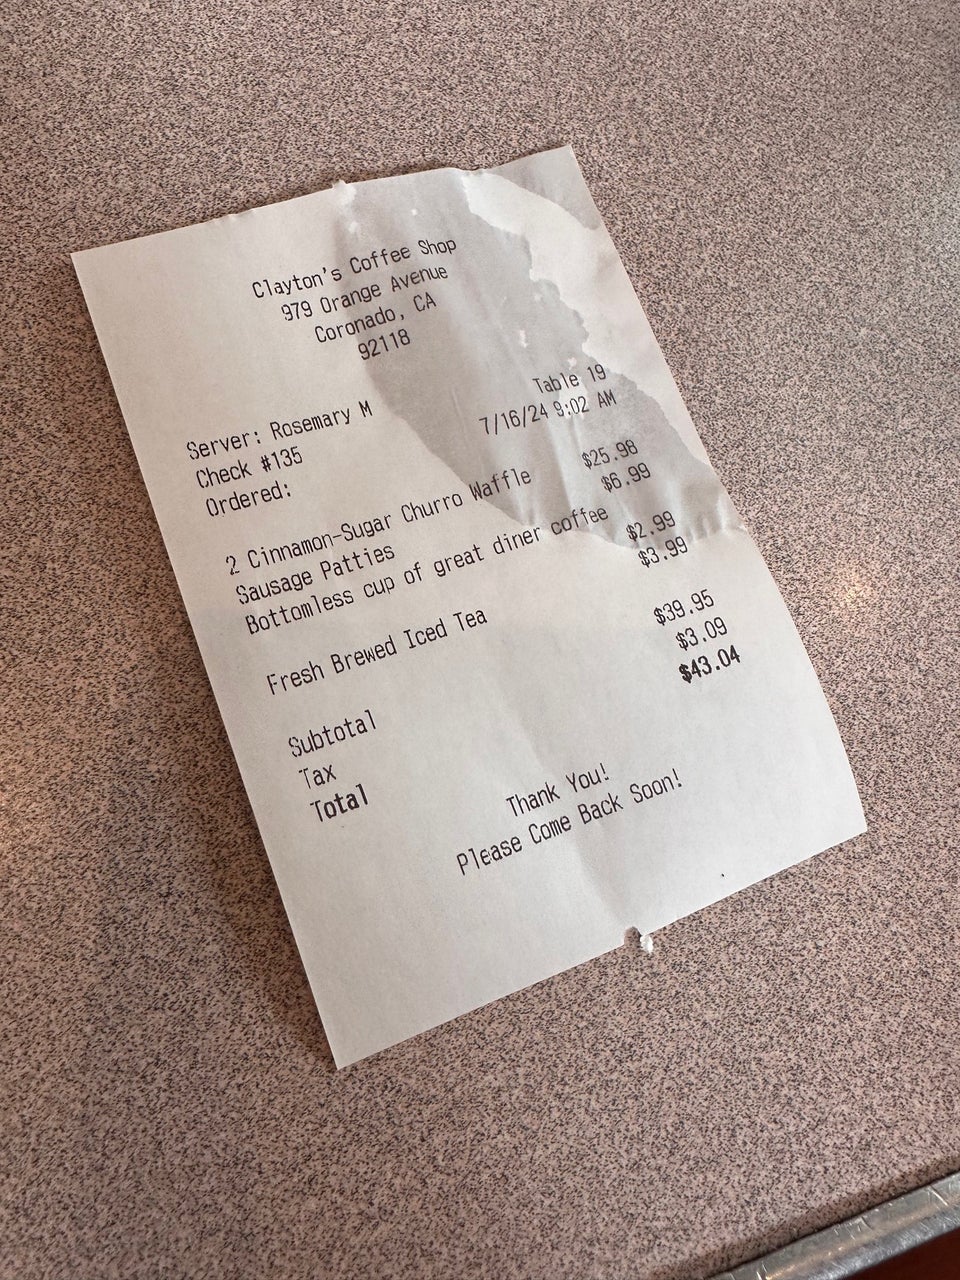 Clayton's Coffee Shop
979 Orange Avenue
Coronado, CA
92118
Table 19
Server: Rosemary M 7/16/24 9:02 AM
Check #135
Ordered:
2 Cinnamon-Sugar Churro Waffle $25.98
Sausage Patties $6.99
Bottomless cup of great diner coffee $2.99
Fresh Brewed Iced Tea $3.99
Subtotal $39.95
Tax $3.09
Total $43.04
Thank You!
Please Come Back Soon!